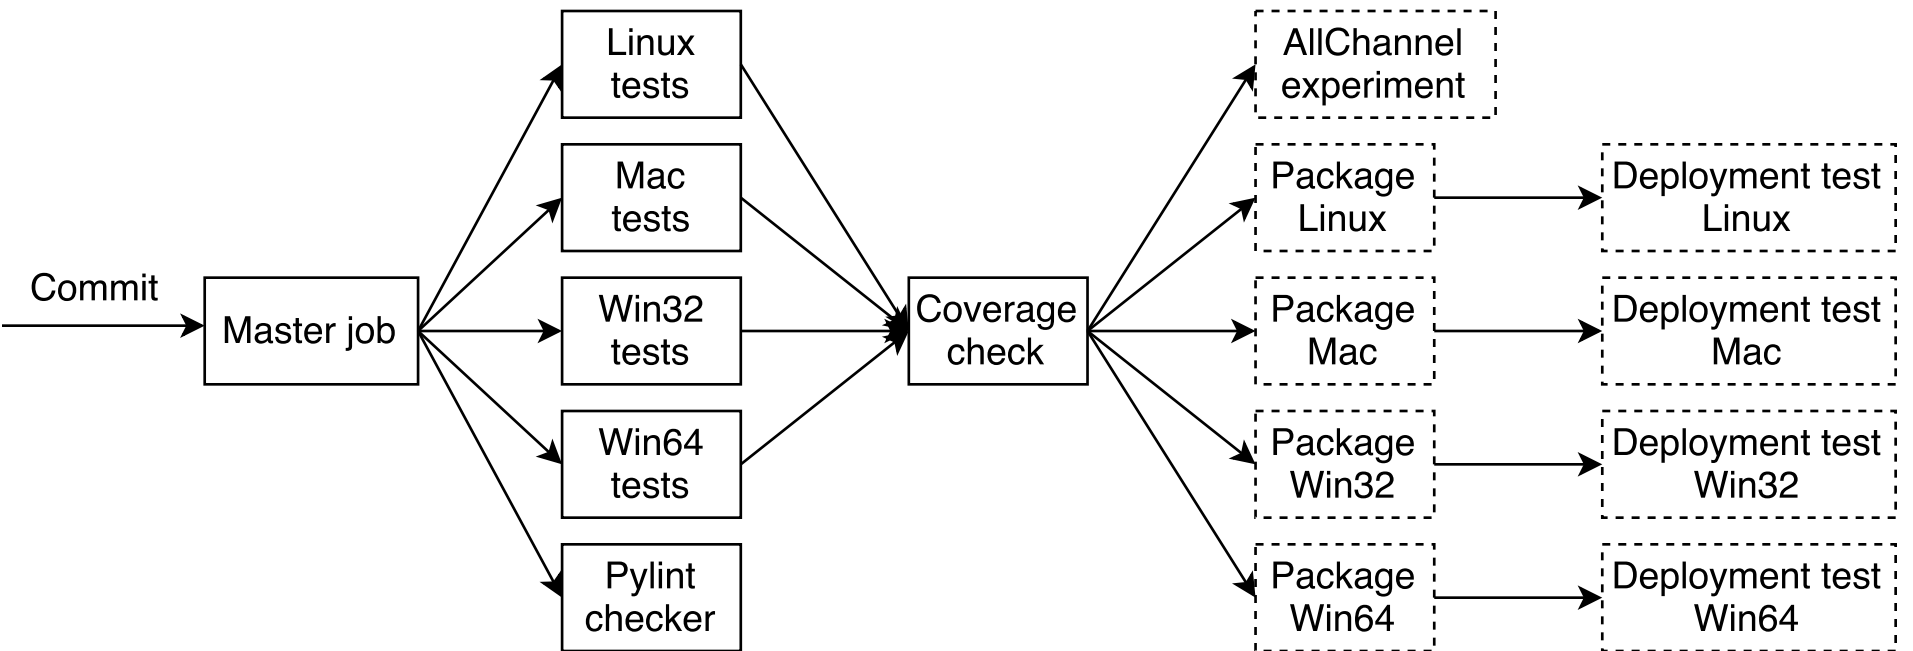 Commit
Master job
Linux
tests
Mac
tests
Win32
tests
Win64
tests
Pylint
checker
Coverage
check
AllChannel
experiment
Package
Linux
Package
Mac
Package
Win32
Package
Win64
Deployment test
Linux
Deployment test
Mac
Deployment test
Win32
Deployment test
Win64